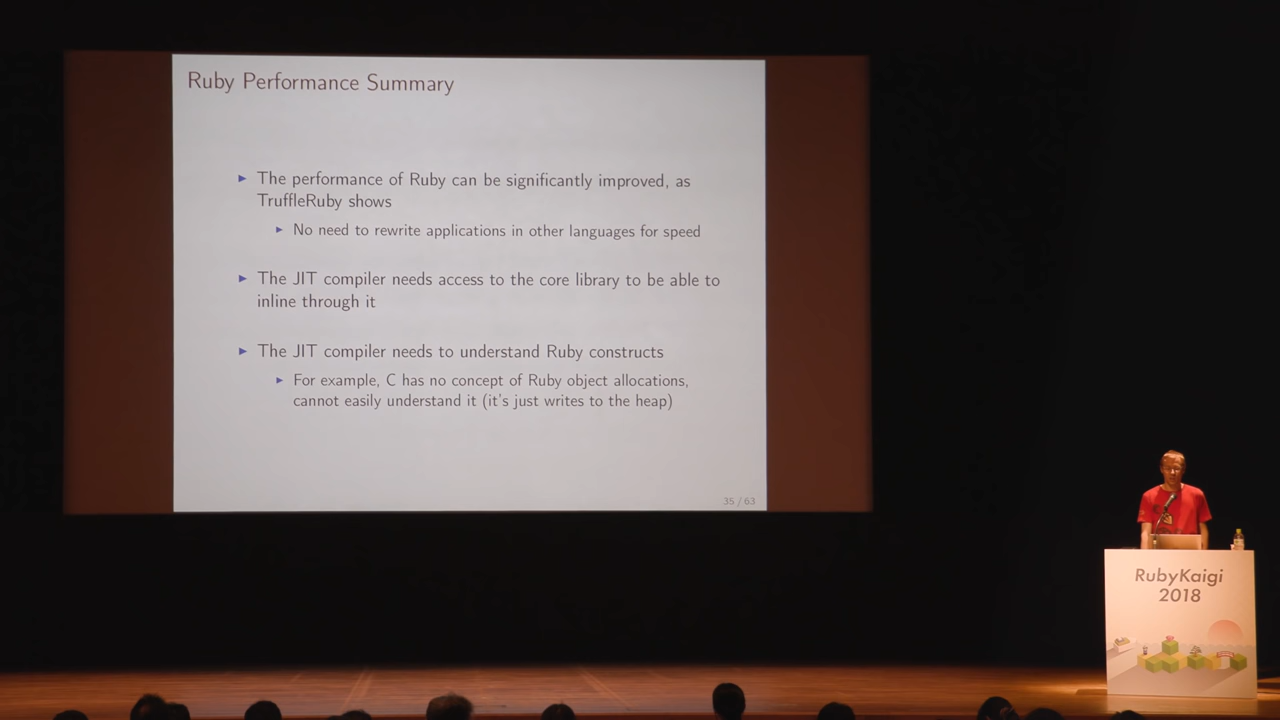 Ruby Performance Summary
▶ The performance of Ruby can be significantly improved, as
TruffleRuby shows
▶ No need to rewrite applications in other languages for speed
▶ The JIT compiler needs access to the core library to be able to
inline through it
▶ The JIT compiler needs to understand Ruby constructs
▶ For example, C has no concept of Ruby object allocations,
cannot easily understand it (it's just writes to the heap)
35 / 63
RubyKaigi
2018